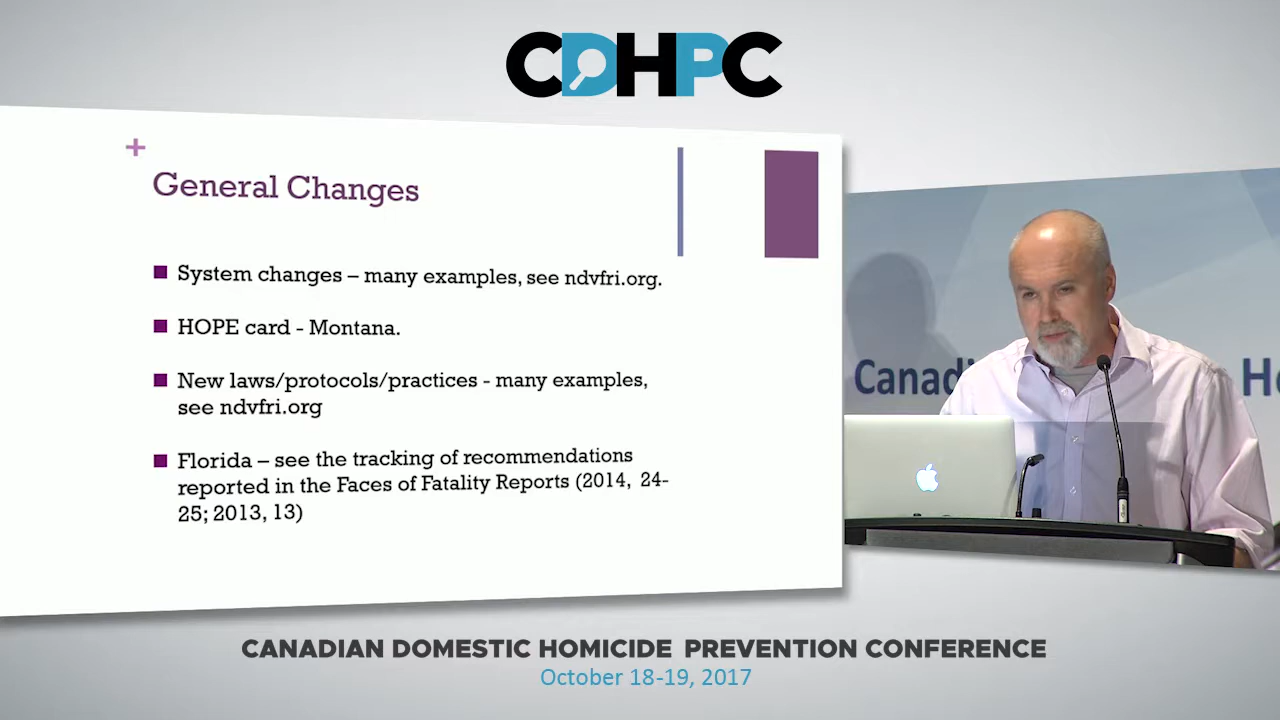 CDHPC
+
General Changes
System changes – many examples, see ndvfri.org.
HOPE card - Montana.
New laws/protocols/practices - many examples,
see ndvfri.org
Florida – see the tracking of recommendations
reported in the Faces of Fatality Reports (2014, 24-
25; 2013, 13)
Canad
CANADIAN DOMESTIC HOMICIDE PREVENTION CONFERENCE
October 18-19, 2017